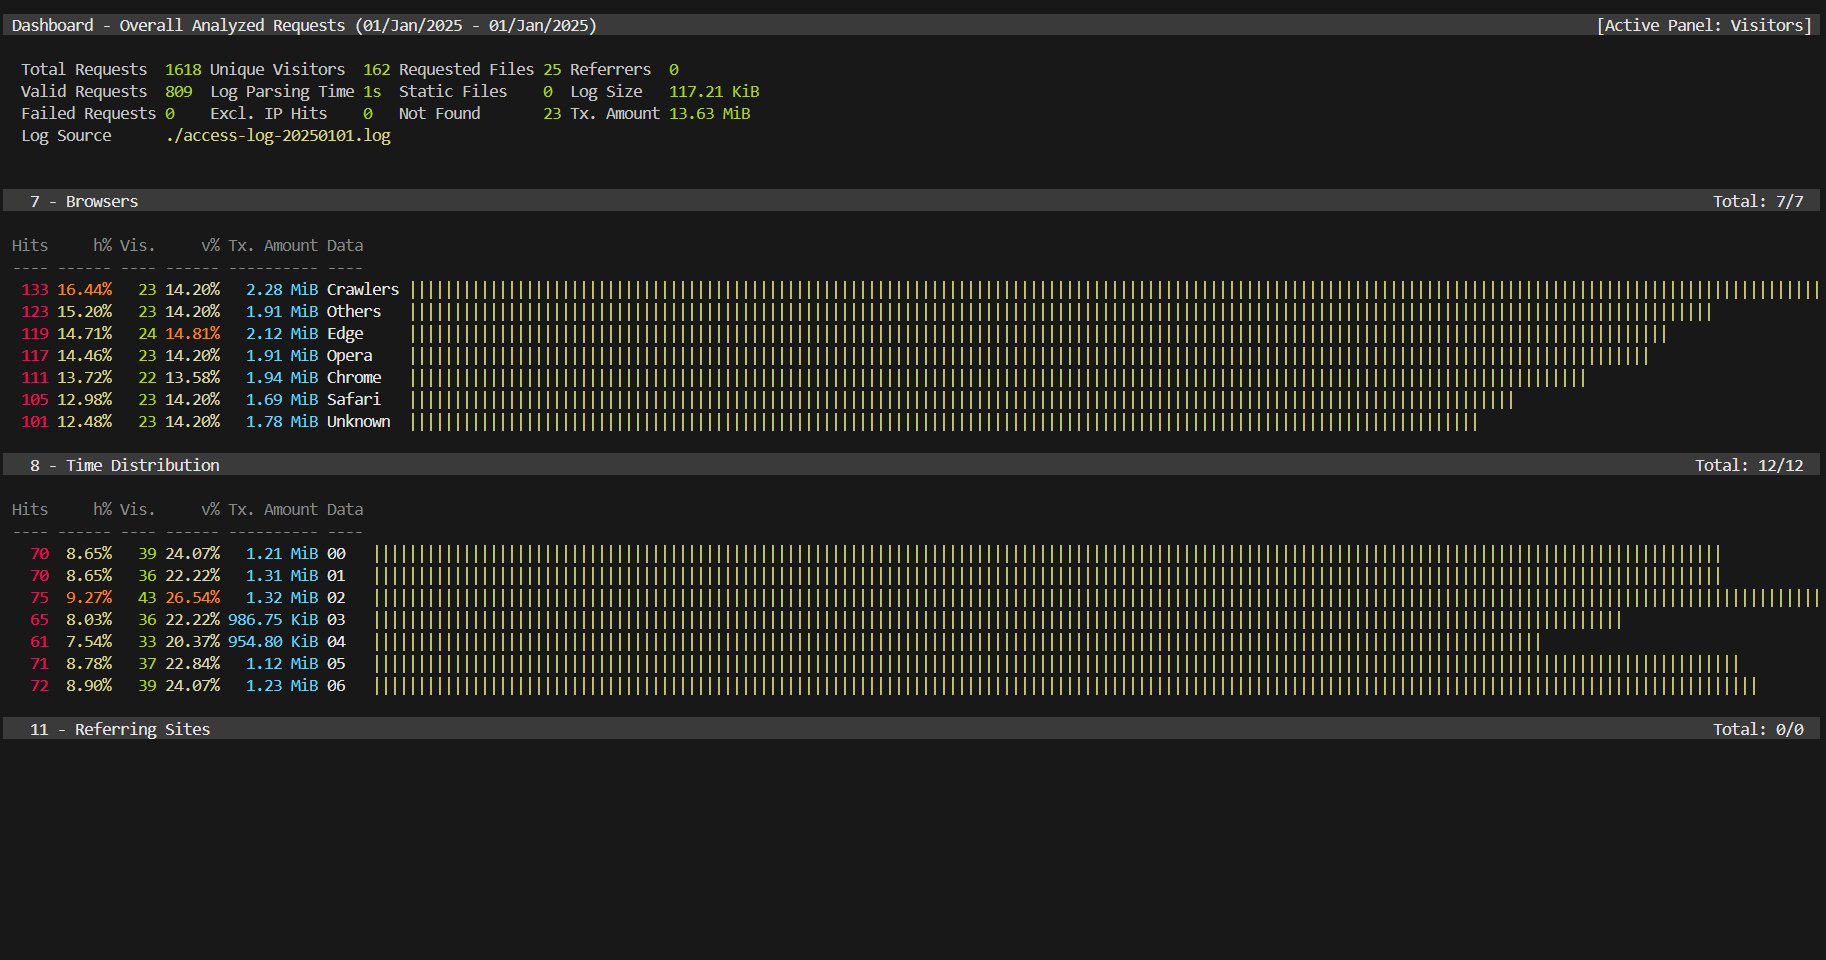 Dashboard - Overall Analyzed Requests (01/Jan/2025 - 01/Jan/2025) [Active Panel: Visitors]
Total Requests 1618 Unique Visitors 162 Requested Files 25 Referrers 0
Valid Requests 809 Log Parsing Time 1s Static Files 0 Log Size 117.21 KiB
Failed Requests 0 Excl. IP Hits 0 Not Found 23 Tx. Amount 13.63 MiB
Log Source ./access-log-20250101.log
7 - Browsers Total: 7/7
Hits h% Vis. v% Tx. Amount Data
---- ------ ---- ------ ---------- ----
133 16.44% 23 14.20% 2.28 MiB Crawlers
123 15.20% 23 14.20% 1.91 MiB Others
119 14.71% 24 14.81% 2.12 MiB Edge
117 14.46% 23 14.20% 1.91 MiB Opera
111 13.72% 22 13.58% 1.94 MiB Chrome
105 12.98% 23 14.20% 1.69 MiB Safari
101 12.48% 23 14.20% 1.78 MiB Unknown
8 - Time Distribution Total: 12/12
Hits h% Vis. v% Tx. Amount Data
---- ------ ---- ------ ---------- ----
70 8.65% 39 24.07% 1.21 MiB 00
70 8.65% 36 22.22% 1.31 MiB 01
75 9.27% 43 26.54% 1.32 MiB 02
65 8.03% 36 22.22% 986.75 KiB 03
61 7.54% 33 20.37% 954.80 KiB 04
71 8.78% 37 22.84% 1.12 MiB 05
72 8.90% 39 24.07% 1.23 MiB 06
11 - Referring Sites Total: 0/0